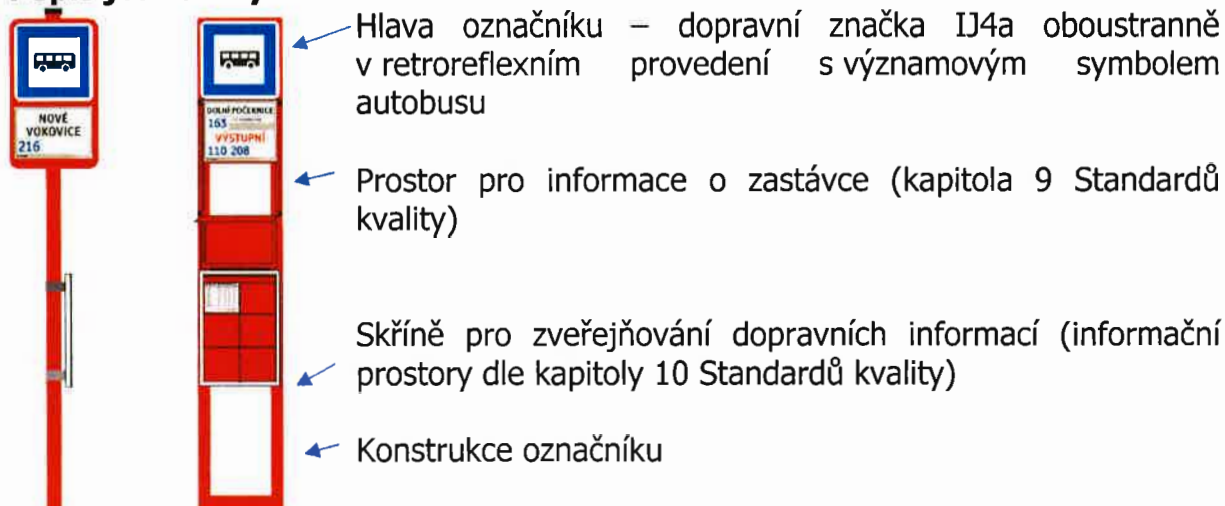 Hlava označníku – dopravní značka IJ4a oboustranně
v retroreflexním provedení s významovým symbolem
autobusu
NOVÉ
VOKOVICE
216
DOLNÍ POČERNICE
163
VÝSTUPNÍ
110 208
Prostor pro informace o zastávce (kapitola 9 Standardů
kvality)
Skříně pro zveřejňování dopravních informací (informační
prostory dle kapitoly 10 Standardů kvality)
Konstrukce označníku